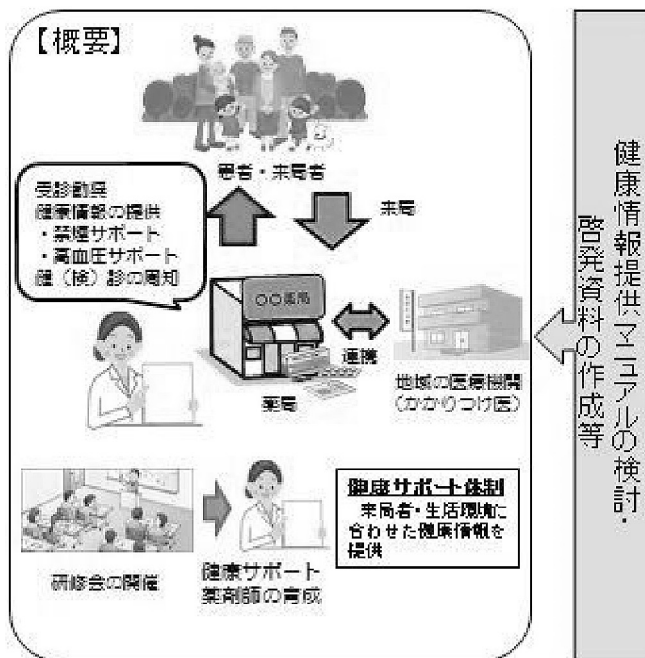 【概要】
患者・来局者
受診勧奨
健康情報の提供
・禁煙サポート
・高血圧サポート
健（検）診の周知
来局
〇〇薬局
連携
薬局
地域の医療機関
（かかりつけ医）
研修会の開催
健康サポート
薬剤師の育成
健康サポート体制
来局者・生活環境に
合わせた健康情報を
提供
健康情報提供マニュアルの検討・
啓発資料の作成等